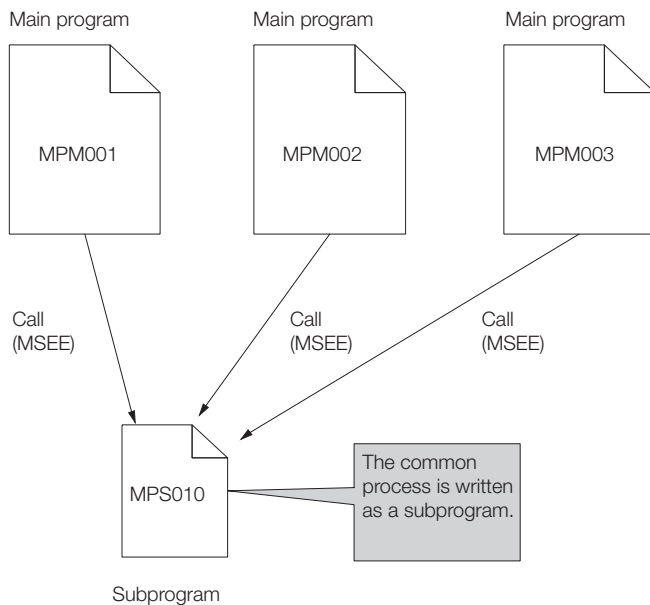 Main program
Main program
Main program
MPM001
MPM002
MPM003
Call
(MSEE)
Call
(MSEE)
Call
(MSEE)
MPS010
The common
process is written
as a subprogram.
Subprogram